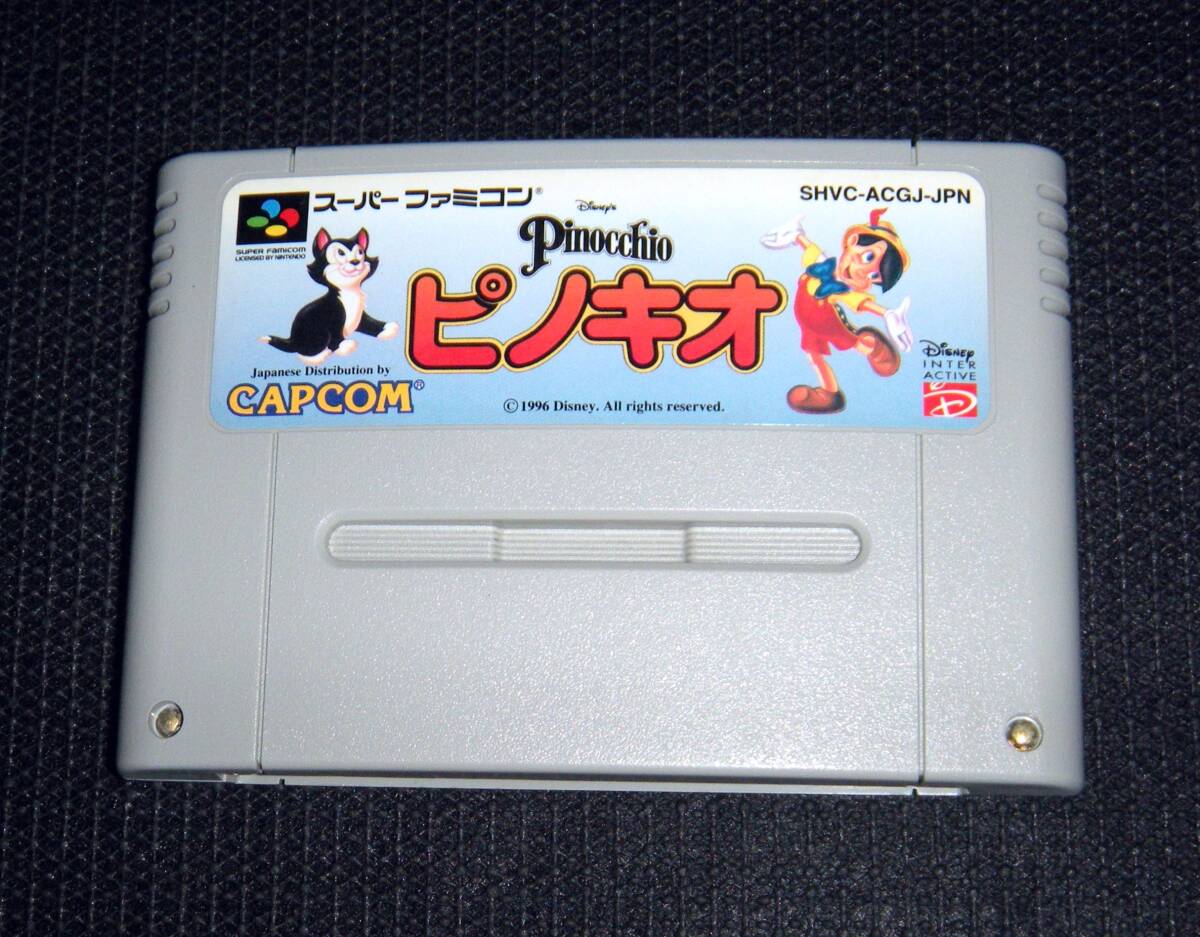 スーパーファミコン®
SHVC-ACGJ-JPN
SUPER FAMICOM
LICENSED BY NINTENDO
Disney's
Pinocchio
ピノキオ
Disney
INTER
ACTIVE
D
Japanese Distribution by
CAPCOM®
© 1996 Disney. All rights reserved.